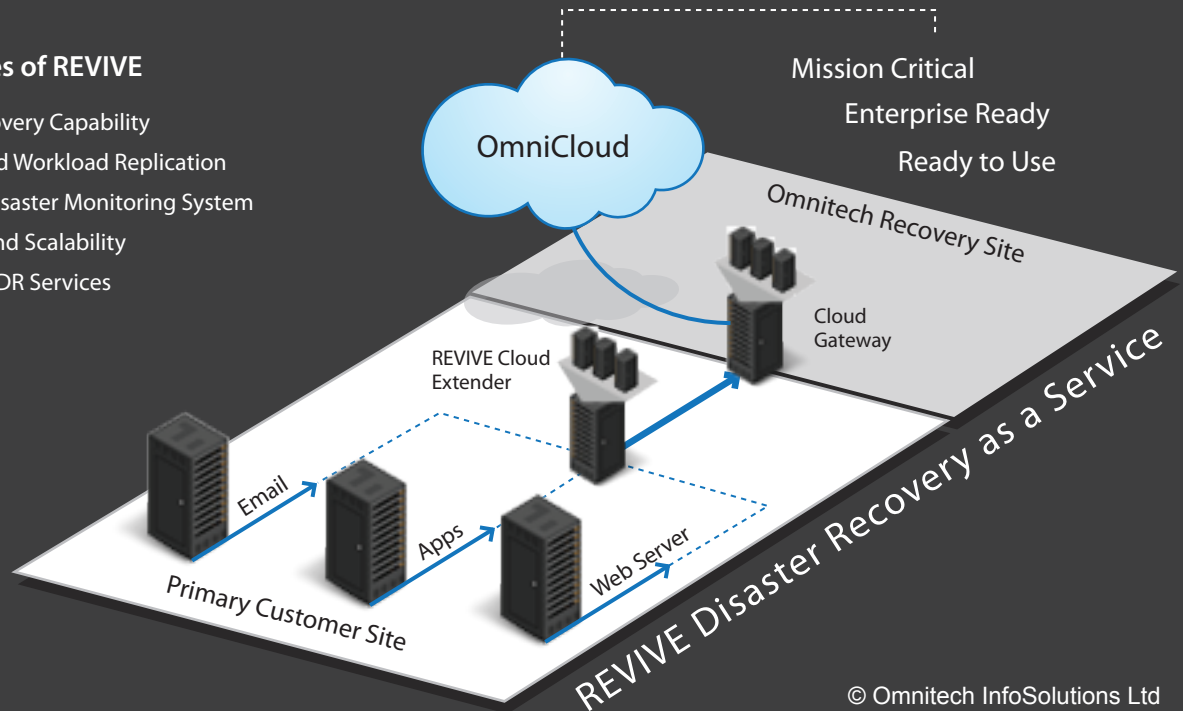 es of REVIVE
overy Capability
d Workload Replication
saster Monitoring System
nd Scalability
DR Services
OmniCloud
Mission Critical
Enterprise Ready
Ready to Use
Omnitech Recovery Site
Cloud
Gateway
REVIVE Cloud
Extender
Email
Apps
Web Server
Primary Customer Site
REVIVE Disaster Recovery as a Service
© Omnitech InfoSolutions Ltd